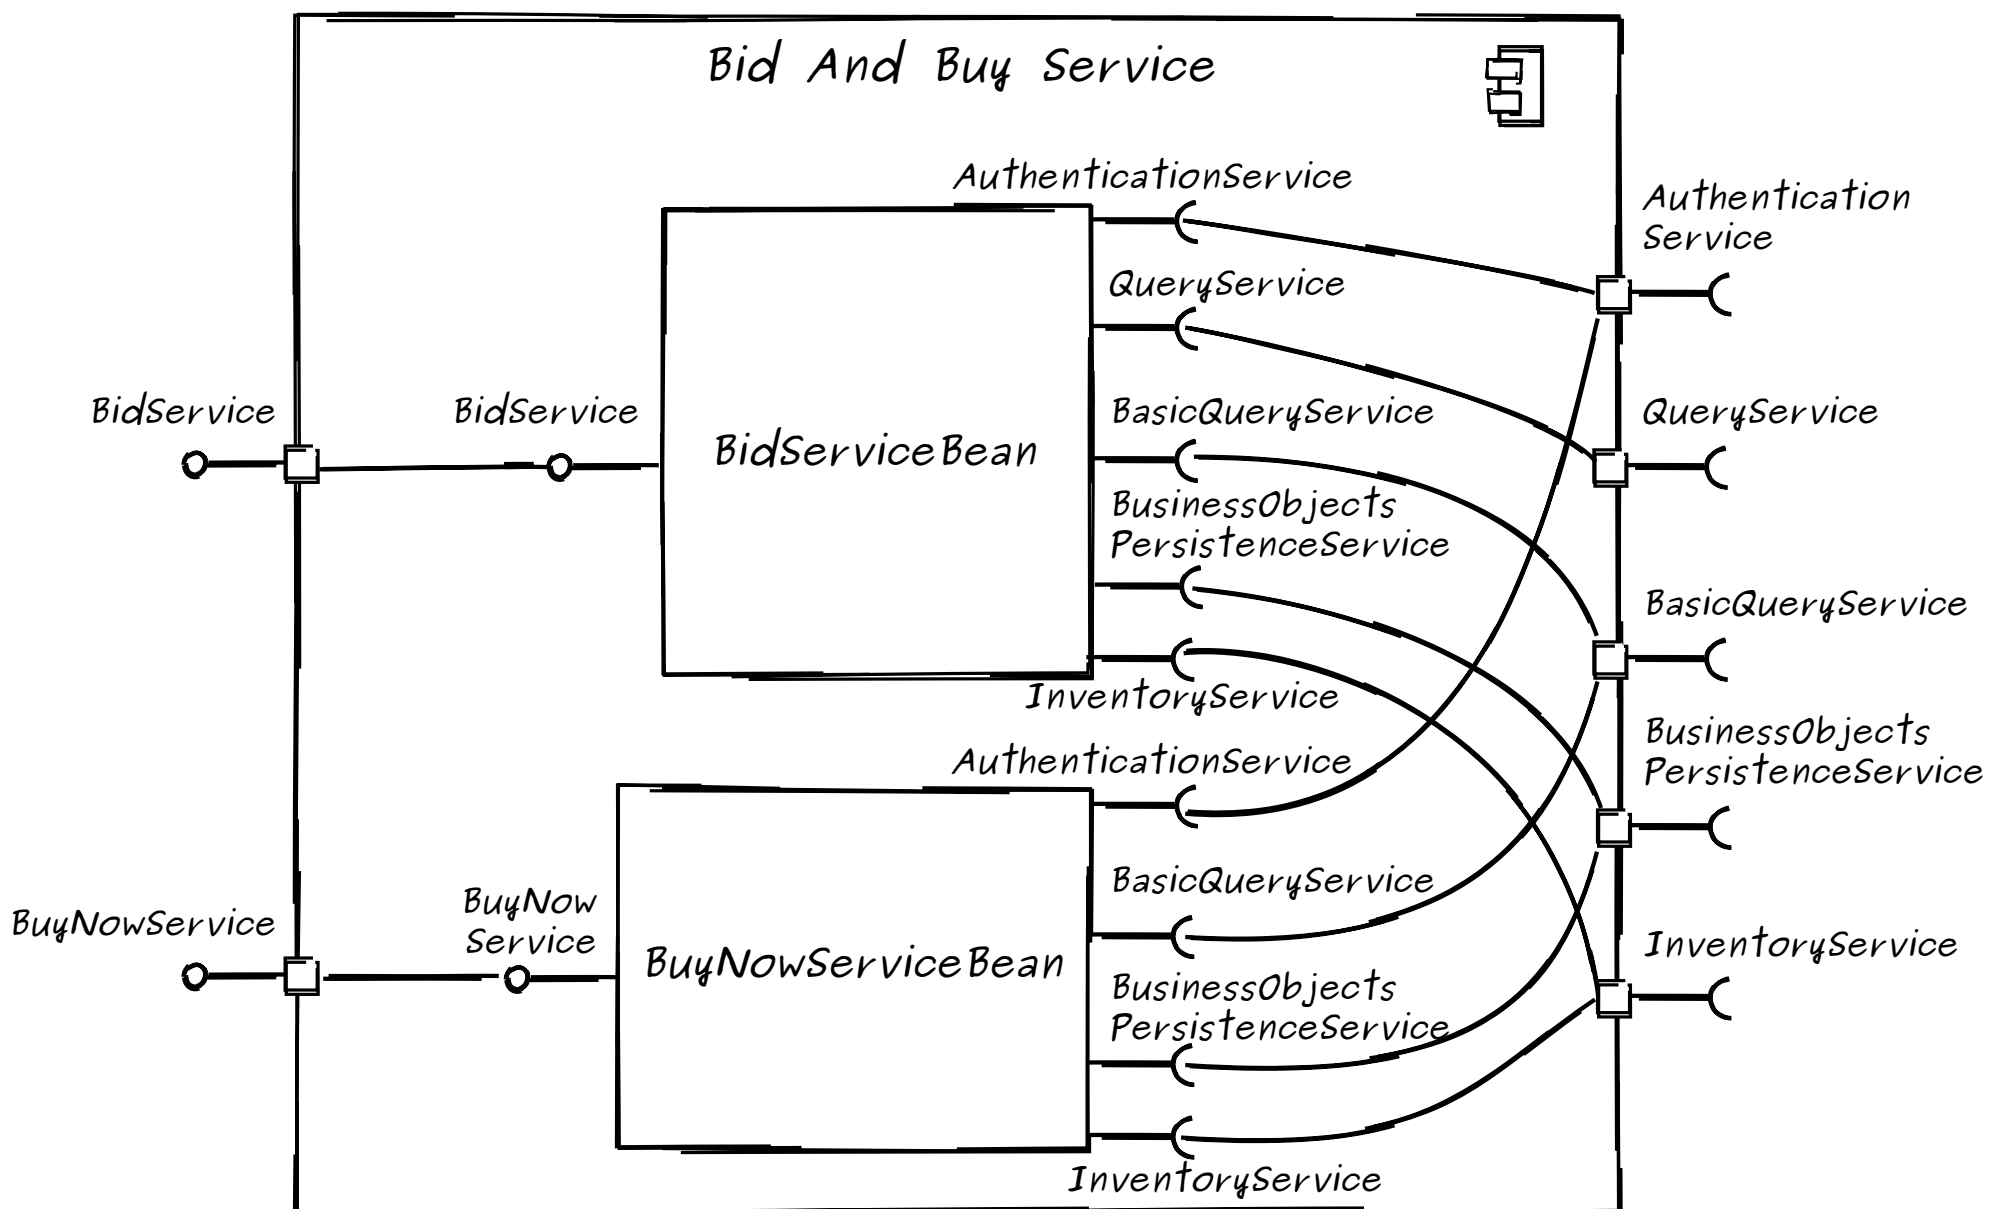 Bid And Buy Service
AuthenticationService
Authentication
Service
QueryService
BidService
BidService
BasicQueryService
QueryService
BidServiceBean
BusinessObjects
PersistenceService
BasicQueryService
InventoryService
BusinessObjects
PersistenceService
AuthenticationService
BasicQueryService
BuyNowService
BuyNow
Service
InventoryService
BuyNowServiceBean
BusinessObjects
PersistenceService
InventoryService